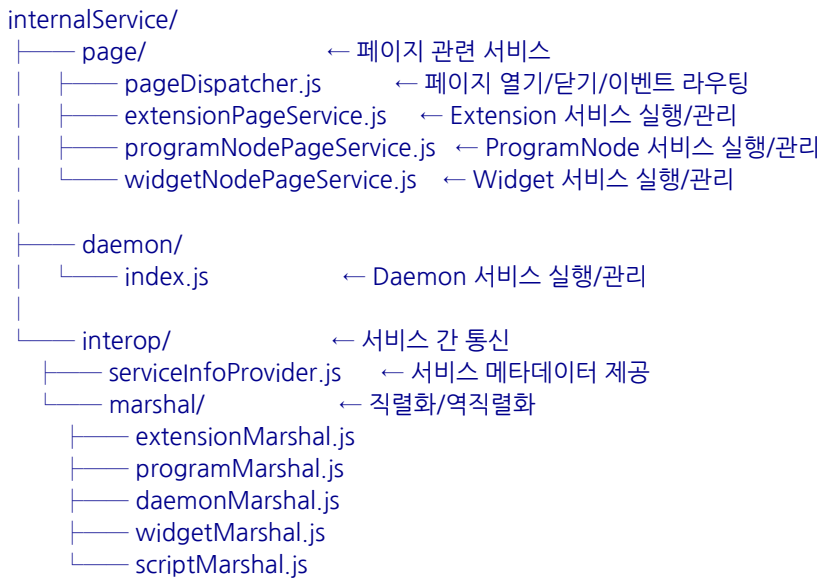 internalService/
├── page/ ← 페이지 관련 서비스
│ ├── pageDispatcher.js ← 페이지 열기/닫기/이벤트 라우팅
│ ├── extensionPageService.js ← Extension 서비스 실행/관리
│ ├── programNodePageService.js ← ProgramNode 서비스 실행/관리
│ └── widgetNodePageService.js ← Widget 서비스 실행/관리
│
├── daemon/
│ └── index.js ← Daemon 서비스 실행/관리
│
└── interop/ ← 서비스 간 통신
├── serviceInfoProvider.js ← 서비스 메타데이터 제공
└── marshal/ ← 직렬화/역직렬화
├── extensionMarshal.js
├── programMarshal.js
├── daemonMarshal.js
├── widgetMarshal.js
└── scriptMarshal.js